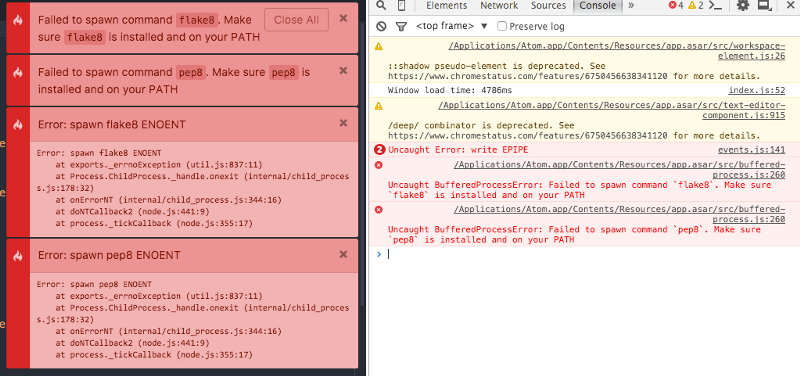 Failed to spawn command flake8. Make
sure flake8 is installed and on your PATH
Close All
Failed to spawn command pep8. Make sure pep8 is
installed and on your PATH
Error: spawn flake8 ENOENT
Error: spawn flake8 ENOENT
at exports._errnoException (util.js:837:11)
at Process.ChildProcess._handle.onexit (internal/child_proces
s.js:178:32)
at onErrorNT (internal/child_process.js:344:16)
at doNTCallback2 (node.js:441:9)
at process._tickCallback (node.js:355:17)
Error: spawn pep8 ENOENT
Error: spawn pep8 ENOENT
at exports._errnoException (util.js:837:11)
at Process.ChildProcess._handle.onexit (internal/child_proces
s.js:178:32)
at onErrorNT (internal/child_process.js:344:16)
at doNTCallback2 (node.js:441:9)
at process._tickCallback (node.js:355:17)
Elements Network Sources Console » 4 2
<top frame> ▼ Preserve log
/Applications/Atom.app/Contents/Resources/app.asar/src/workspace-
element.js:26
::shadow pseudo-element is deprecated. See
https://www.chromestatus.com/features/6750456638341120 for more details.
Window load time: 4786ms index.js:52
/Applications/Atom.app/Contents/Resources/app.asar/src/text-editor-
component.js:915
/deep/ combinator is deprecated. See
https://www.chromestatus.com/features/6750456638341120 for more details.
2 Uncaught Error: write EPIPE events.js:141
/Applications/Atom.app/Contents/Resources/app.asar/src/buffered-
process.js:260
Uncaught BufferedProcessError: Failed to spawn command `flake8`. Make sure
`flake8` is installed and on your PATH
/Applications/Atom.app/Contents/Resources/app.asar/src/buffered-
process.js:260
Uncaught BufferedProcessError: Failed to spawn command `pep8`. Make sure
`pep8` is installed and on your PATH
>